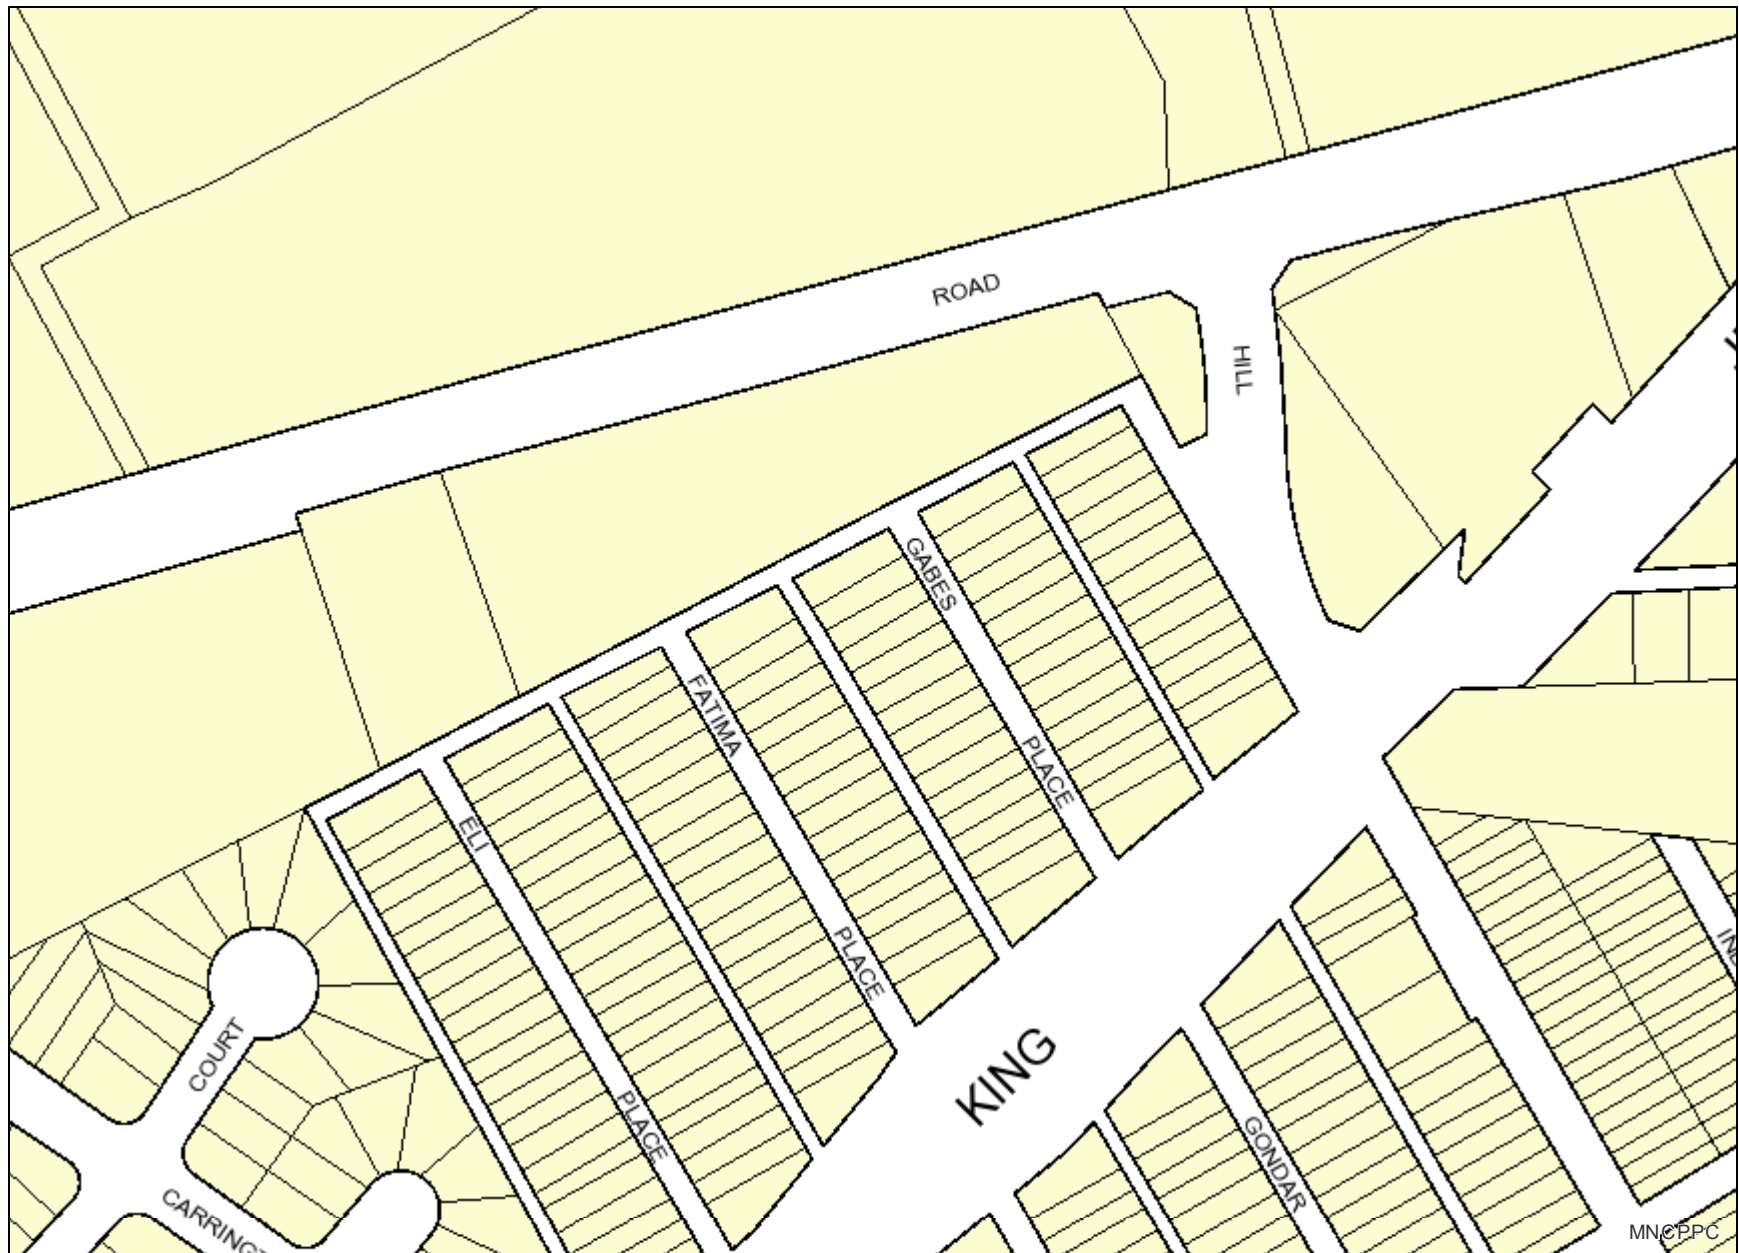 ROAD
HILL
GABES
PLACE
FATIMA
PLACE
ELI
PLACE
KING
COURT
GONDAR
MNCPPC